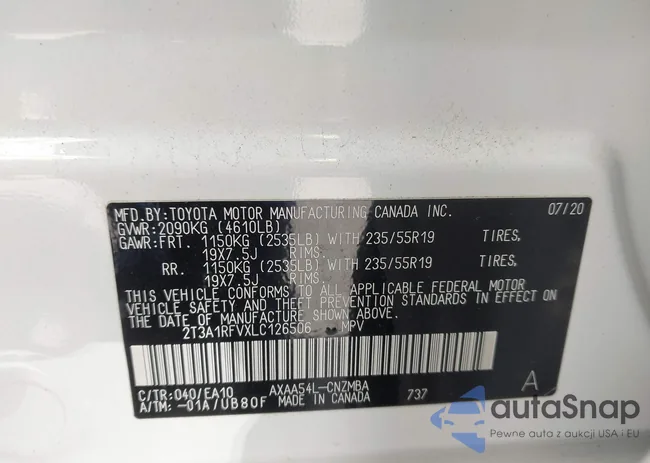 MFD.BY:TOYOTA MOTOR MANUFACTURING CANADA INC. 07/20
GVWR:2090KG (4610LB)
GAWR:FRT. 1150KG (2535LB) WITH 235/55R19 TIRES,
19X7.5J RIMS.
RR. 1150KG (2535LB) WITH 235/55R19 TIRES,
19X7.5J RIMS.
THIS VEHICLE CONFORMS TO ALL APPLICABLE FEDERAL MOTOR
VEHICLE SAFETY AND THEFT PREVENTION STANDARDS IN EFFECT ON
THE DATE OF MANUFACTURE SHOWN ABOVE.
2T3A1RFVXLC126506 MPV
C/TR:040/EA10 AXAA54L-CNZMBA 737 A
A/TM: -01A/UB80F MADE IN CANADA
autaSnap
Pewne auta z aukcji USA i EU